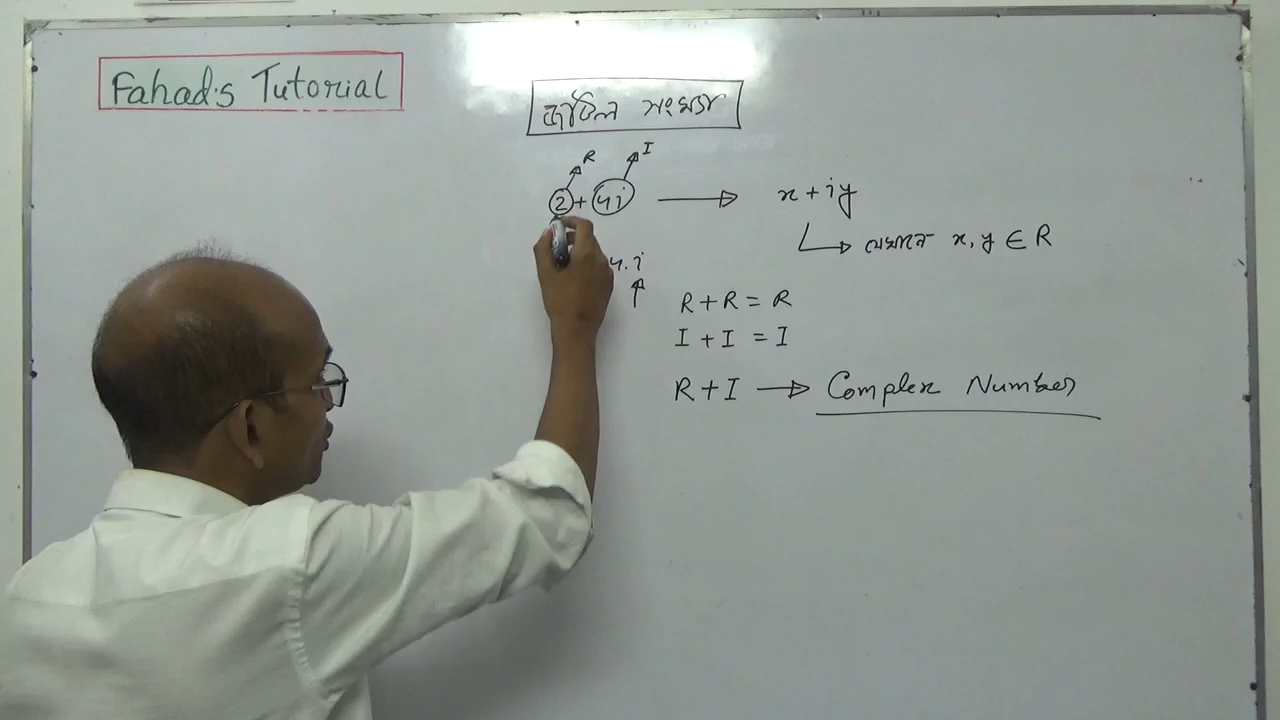 Fahad's Tutorial
জটিল সংখ্যা
R I
2 + 4i → x + iy
যেখানে x, y ∈ R
4.i
R + R = R
I + I = I
R + I → Complex Number